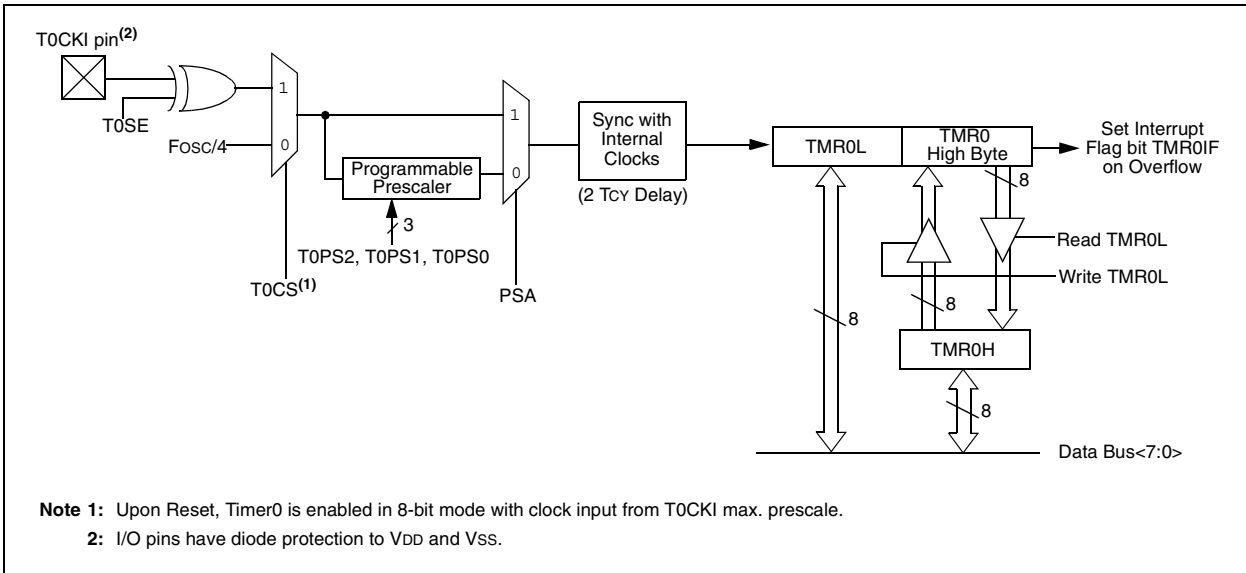 T0CKI pin(2)
T0SE
FOSC/4
1
0
T0CS(1)
Programmable
Prescaler
3
T0PS2, T0PS1, T0PS0
1
0
PSA
Sync with
Internal
Clocks
(2 TCY Delay)
TMR0L
TMR0
High Byte
Set Interrupt
Flag bit TMR0IF
on Overflow
8
Read TMR0L
Write TMR0L
8
8
TMR0H
8
Data Bus<7:0>
Note 1: Upon Reset, Timer0 is enabled in 8-bit mode with clock input from T0CKI max. prescale.
2: I/O pins have diode protection to VDD and VSS.